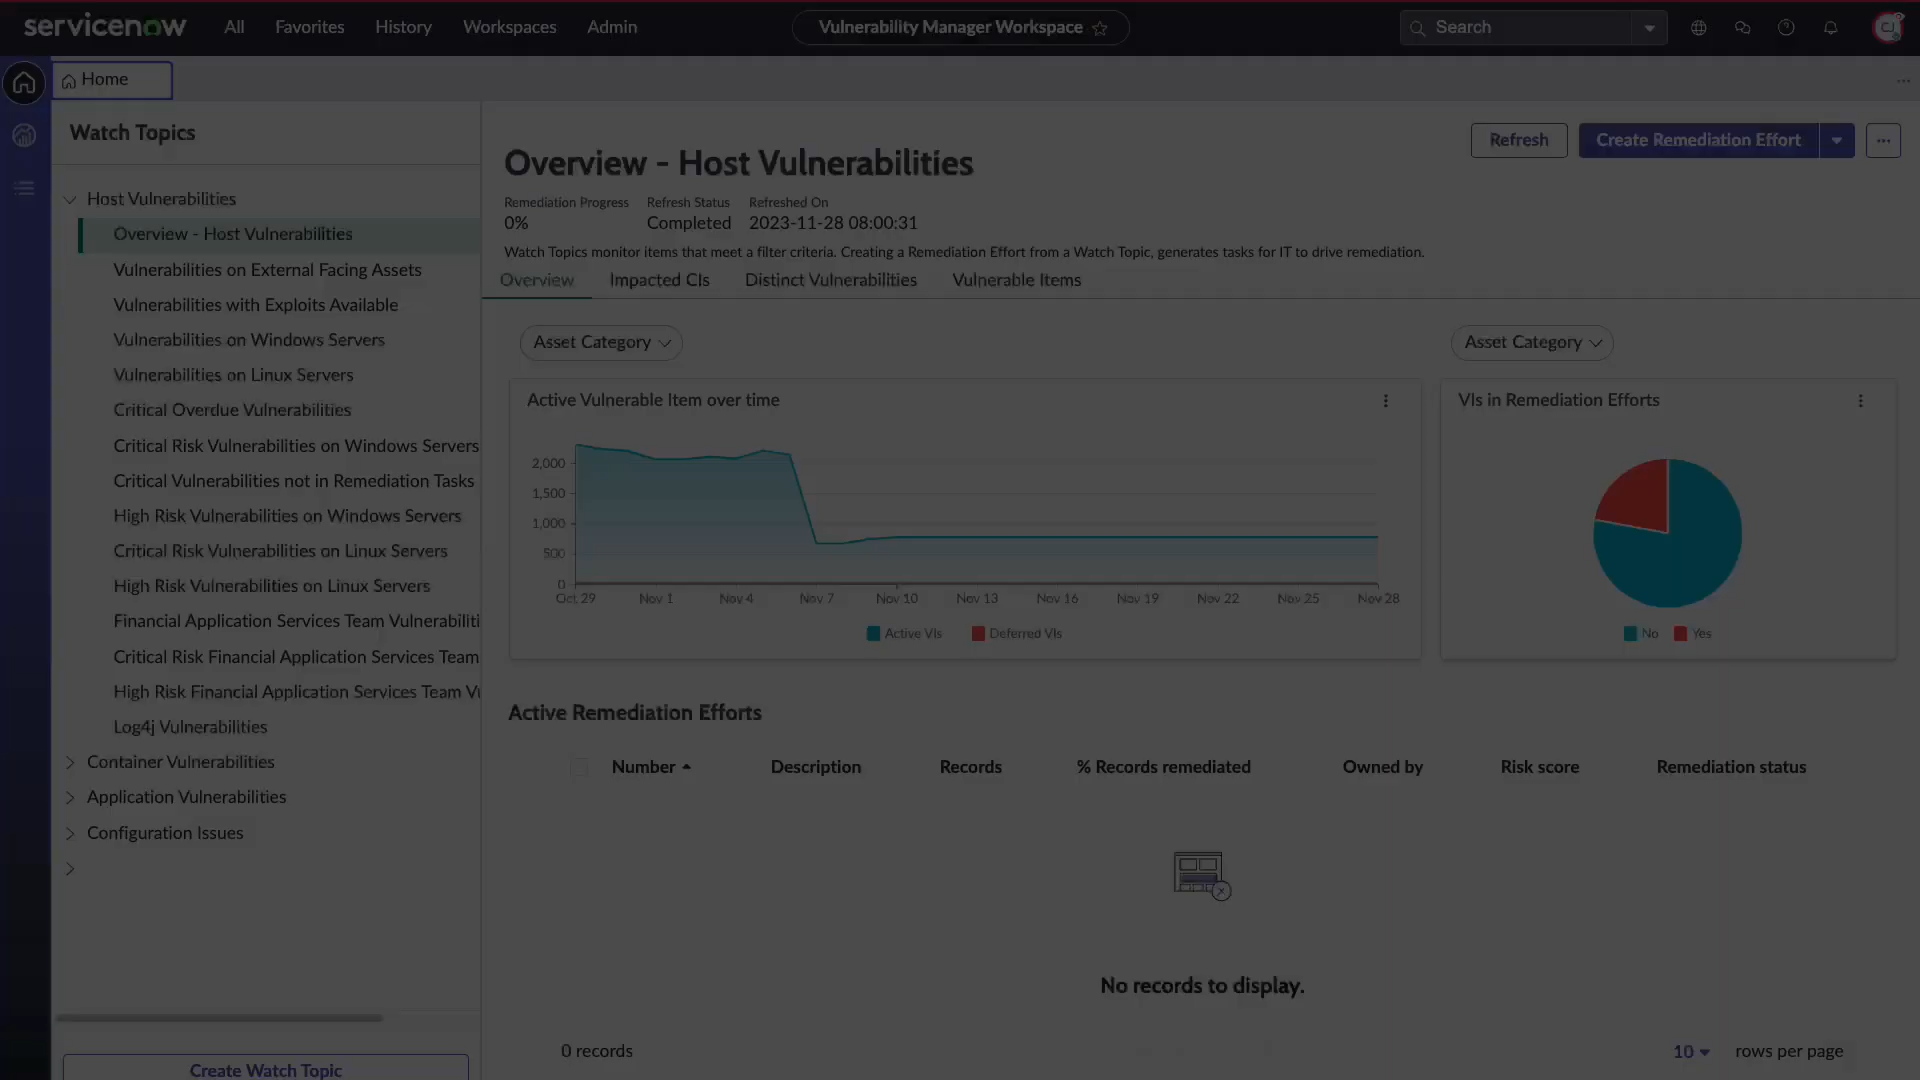 servicenow
All
Favorites
History
Workspaces
Admin
Vulnerability Manager Workspace
Search
CJ
Home
Watch Topics
Host Vulnerabilities
Overview - Host Vulnerabilities
Vulnerabilities on External Facing Assets
Vulnerabilities with Exploits Available
Vulnerabilities on Windows Servers
Vulnerabilities on Linux Servers
Critical Overdue Vulnerabilities
Critical Risk Vulnerabilities on Windows Servers
Critical Vulnerabilities not in Remediation Tasks
High Risk Vulnerabilities on Windows Servers
Critical Risk Vulnerabilities on Linux Servers
High Risk Vulnerabilities on Linux Servers
Financial Application Services Team Vulnerabiliti
Critical Risk Financial Application Services Team
High Risk Financial Application Services Team Vu
Log4j Vulnerabilities
Container Vulnerabilities
Application Vulnerabilities
Configuration Issues
Create Watch Topic
Overview - Host Vulnerabilities
Refresh
Create Remediation Effort
Remediation Progress
0%
Refresh Status
Completed
Refreshed On
2023-11-28 08:00:31
Watch Topics monitor items that meet a filter criteria. Creating a Remediation Effort from a Watch Topic, generates tasks for IT to drive remediation.
Overview
Impacted CIs
Distinct Vulnerabilities
Vulnerable Items
Asset Category
Active Vulnerable Item over time
2,000
1,500
1,000
500
0
Oct 29
Nov 1
Nov 4
Nov 7
Nov 10
Nov 13
Nov 16
Nov 19
Nov 22
Nov 25
Nov 28
Active VIs
Deferred VIs
Asset Category
VIs in Remediation Efforts
No
Yes
Active Remediation Efforts
Number
Description
Records
% Records remediated
Owned by
Risk score
Remediation status
No records to display.
0 records
10
rows per page